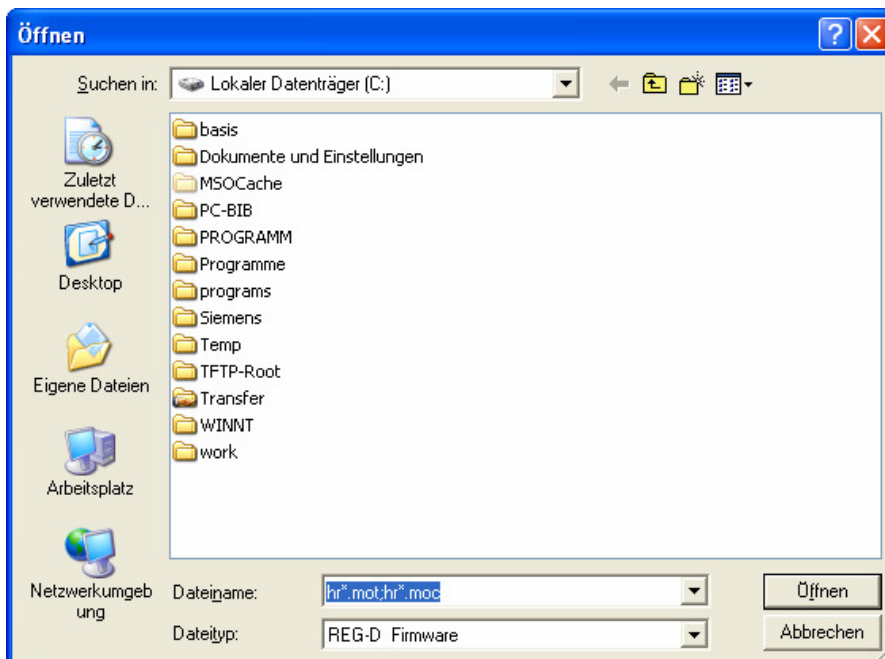 Öffnen
Suchen in:
Lokaler Datenträger (C:)
Zuletzt
verwendete D...
Desktop
Eigene Dateien
Arbeitsplatz
Netzwerkumgeb
ung
basis
Dokumente und Einstellungen
MSOCache
PC-BIB
PROGRAMM
Programme
programs
Siemens
Temp
TFTP-Root
Transfer
WINNT
work
Dateiname:
hr*.mot;hr*.moc
Öffnen
Dateityp:
REG-D Firmware
Abbrechen